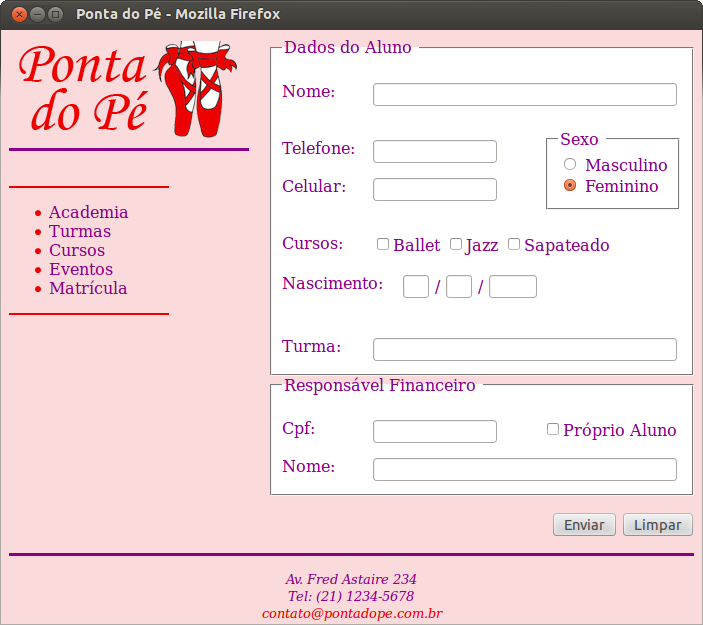 Ponta do Pé - Mozilla Firefox
Ponta
do Pé
Academia
Turmas
Cursos
Eventos
Matrícula
Dados do Aluno
Nome:
Telefone:
Celular:
Sexo
Masculino
Feminino
Cursos: Ballet Jazz Sapateado
Nascimento: / /
Turma:
Responsável Financeiro
Cpf: Próprio Aluno
Nome:
Enviar Limpar
Av. Fred Astaire 234
Tel: (21) 1234-5678
contato@pontadope.com.br